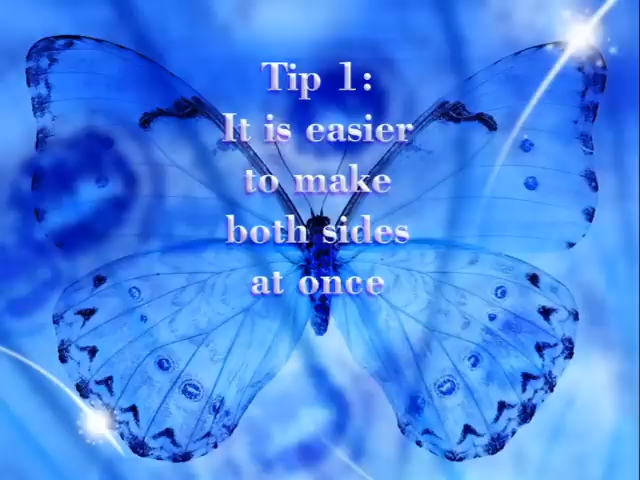 Tip 1:
It is easier
to make
both sides
at once